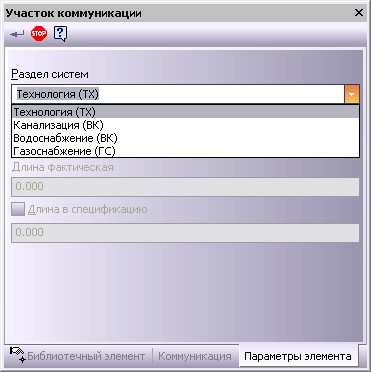 Участок коммуникации
STOP
?
Раздел систем
Технология (ТХ)
Технология (ТХ)
Канализация (ВК)
Водоснабжение (ВК)
Газоснабжение (ГС)
Длина фактическая
0.000
Длина в спецификацию
0.000
Библиотечный элемент
Коммуникация
Параметры элемента